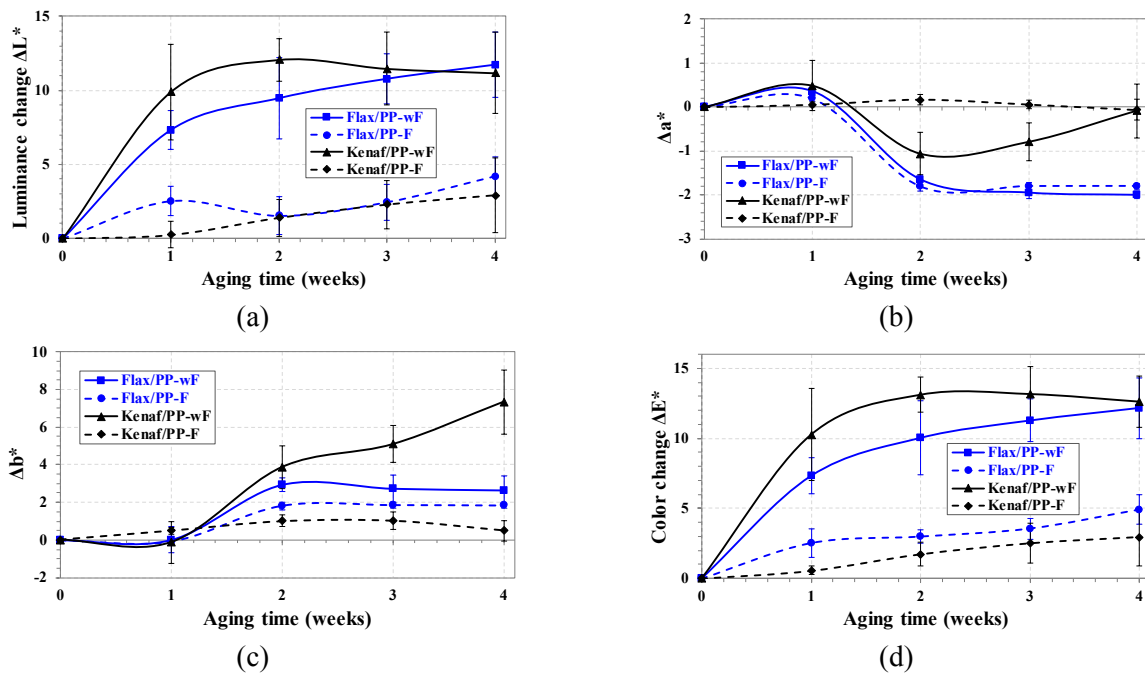 Luminance change ΔL*
15
10
5
0
0 1 2 3 4
Flax/PP-wF
Flax/PP-F
Kenaf/PP-wF
Kenaf/PP-F
Aging time (weeks)
(a)
Δa*
2
1
0
-1
-2
-3
0 1 2 3 4
Flax/PP-wF
Flax/PP-F
Kenaf/PP-wF
Kenaf/PP-F
Aging time (weeks)
(b)
Δb*
10
8
6
4
2
0
-2
0 1 2 3 4
Flax/PP-wF
Flax/PP-F
Kenaf/PP-wF
Kenaf/PP-F
Aging time (weeks)
(c)
Color change ΔE*
15
10
5
0
0 1 2 3 4
Flax/PP-wF
Flax/PP-F
Kenaf/PP-wF
Kenaf/PP-F
Aging time (weeks)
(d)